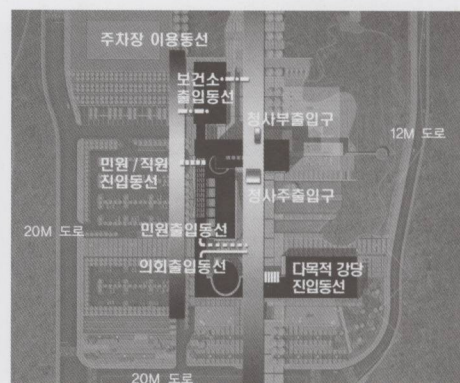 주차장 이용동선
보건소
출입동선
청사부출입구
12M 도로
민원/직원
진입동선
청사주출입구
20M 도로
민원출입동선
의회출입동선
다목적 강당
진입동선
20M 도로